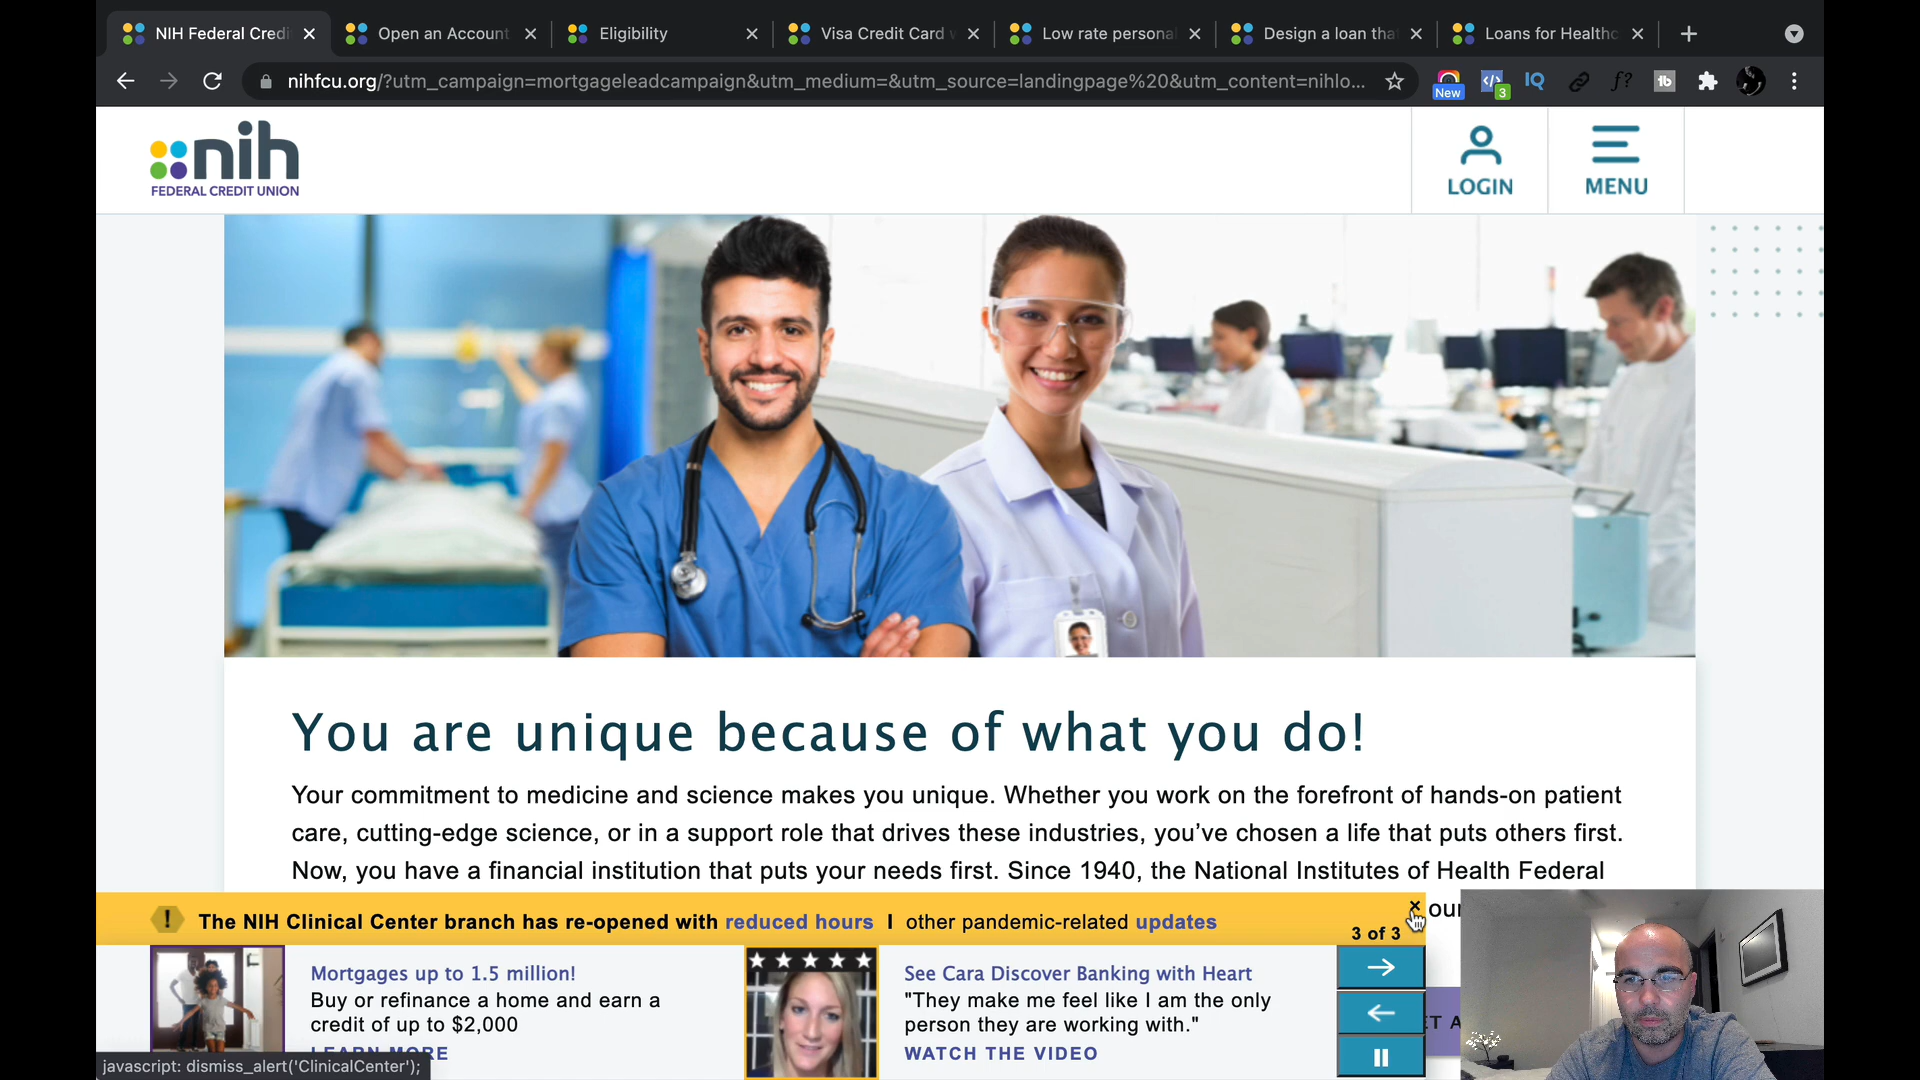 NIH Federal Credi
Open an Account
Eligibility
Visa Credit Card w
Low rate persona
Design a loan tha
Loans for Healthc
nihfcu.org/?utm_campaign=mortgageleadcampaign&utm_medium=&utm_source=landingpage%20&utm_content=nihlo...
New
3
IQ
f?
tb
nih
FEDERAL CREDIT UNION
LOGIN
MENU
You are unique because of what you do!
Your commitment to medicine and science makes you unique. Whether you work on the forefront of hands-on patient
care, cutting-edge science, or in a support role that drives these industries, you’ve chosen a life that puts others first.
Now, you have a financial institution that puts your needs first. Since 1940, the National Institutes of Health Federal
our
! The NIH Clinical Center branch has re-opened with reduced hours I other pandemic-related updates
3 of 3
Mortgages up to 1.5 million!
Buy or refinance a home and earn a
credit of up to $2,000
LEARN MORE
See Cara Discover Banking with Heart
"They make me feel like I am the only
person they are working with."
WATCH THE VIDEO
ET A
javascript: dismiss_alert('ClinicalCenter');